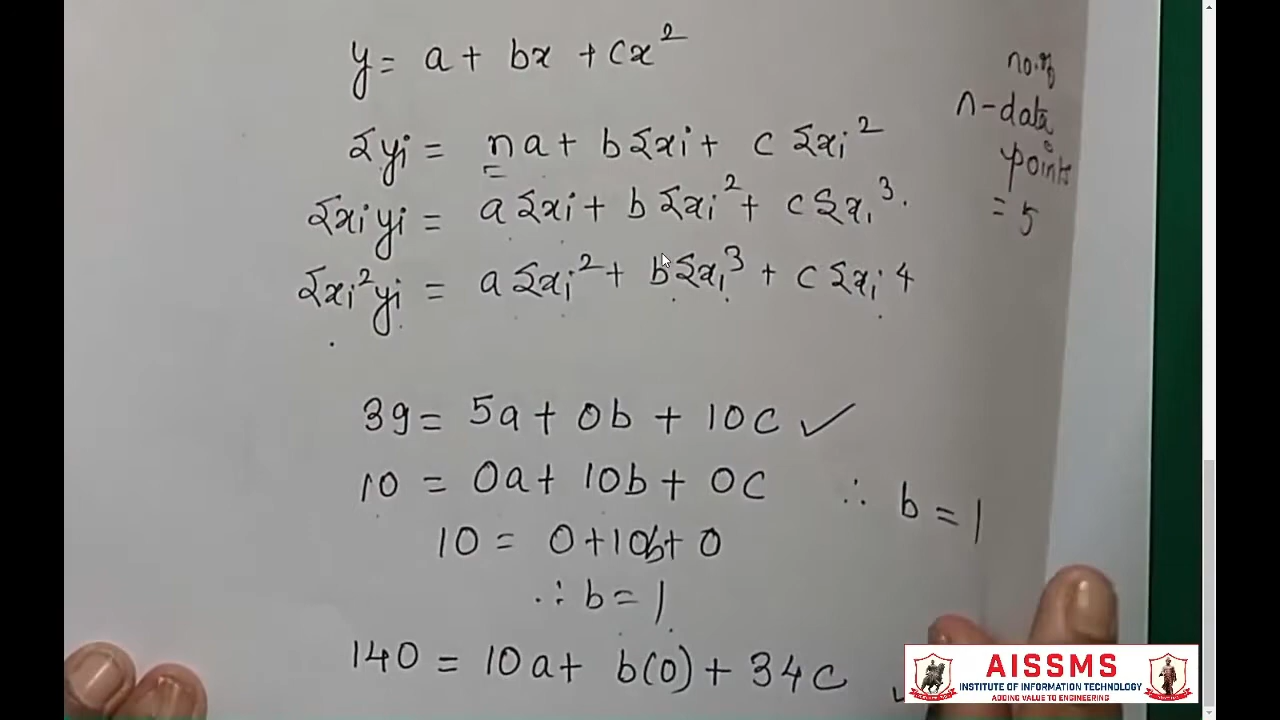 y = a + bx + cx²
Σyi = na + bΣxi + cΣxi²
Σxiyi = aΣxi + bΣxi² + cΣxi³.
Σxi²yi = aΣxi² + bΣxi³ + cΣxi4
no. of
n - data
points
= 5
39 = 5a + 0b + 10c ✓
10 = 0a + 10b + 0c ∴ b = 1
10 = 0 + 10b + 0
∴ b = 1
140 = 10a + b(0) + 34c
AISSMS
INSTITUTE OF INFORMATION TECHNOLOGY
ADDING VALUE TO ENGINEERING